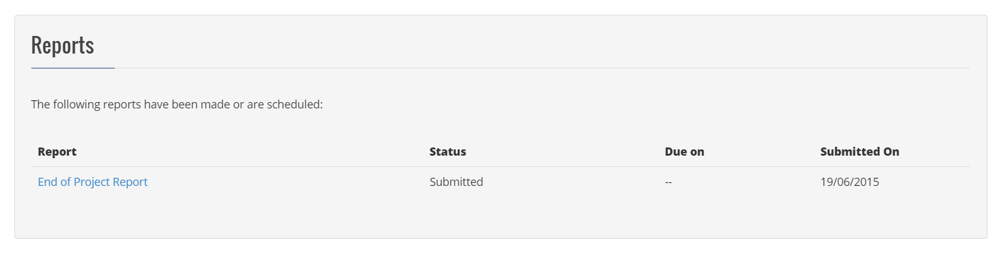 Reports
The following reports have been made or are scheduled:
Report Status Due on Submitted On
End of Project Report Submitted -- 19/06/2015